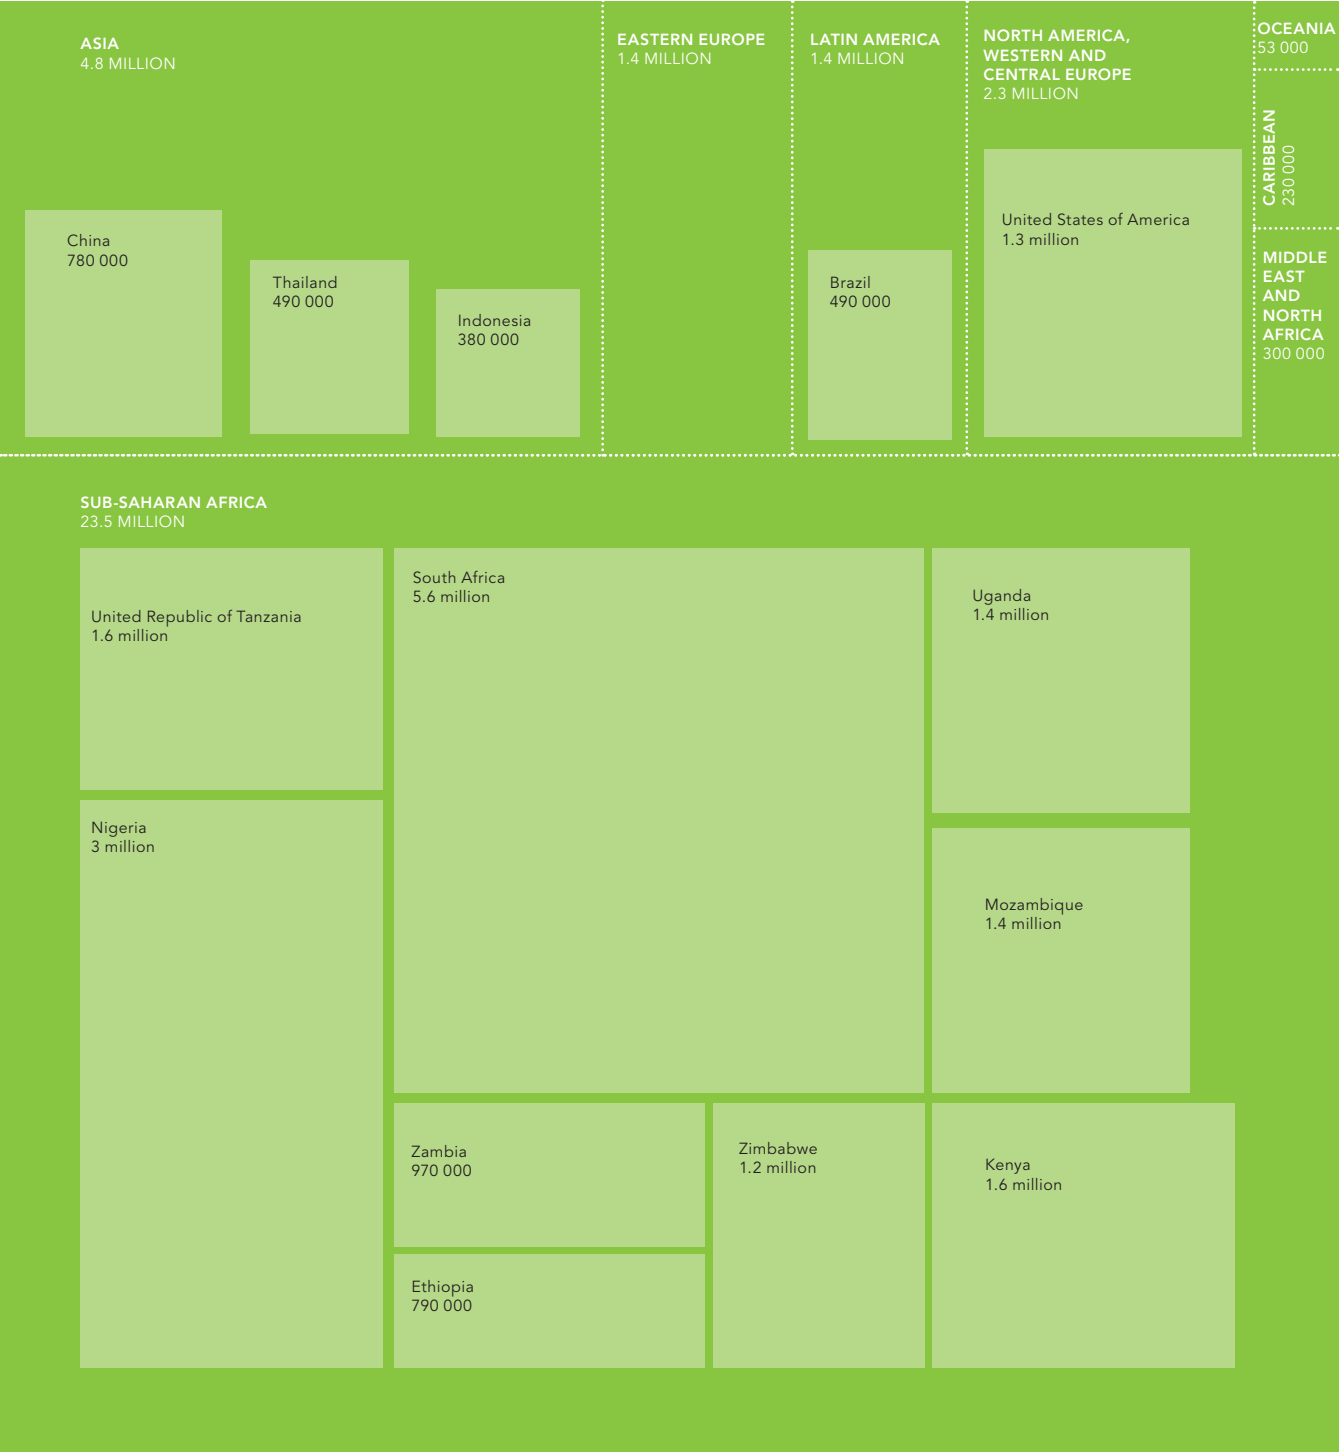 ASIA
4.8 MILLION
China
780 000
Thailand
490 000
Indonesia
380 000
EASTERN EUROPE
1.4 MILLION
LATIN AMERICA
1.4 MILLION
Brazil
490 000
NORTH AMERICA,
WESTERN AND
CENTRAL EUROPE
2.3 MILLION
United States of America
1.3 million
OCEANIA
53 000
CARIBBEAN
230 000
MIDDLE
EAST
AND
NORTH
AFRICA
300 000
SUB-SAHARAN AFRICA
23.5 MILLION
United Republic of Tanzania
1.6 million
Nigeria
3 million
South Africa
5.6 million
Uganda
1.4 million
Mozambique
1.4 million
Zambia
970 000
Ethiopia
790 000
Zimbabwe
1.2 million
Kenya
1.6 million